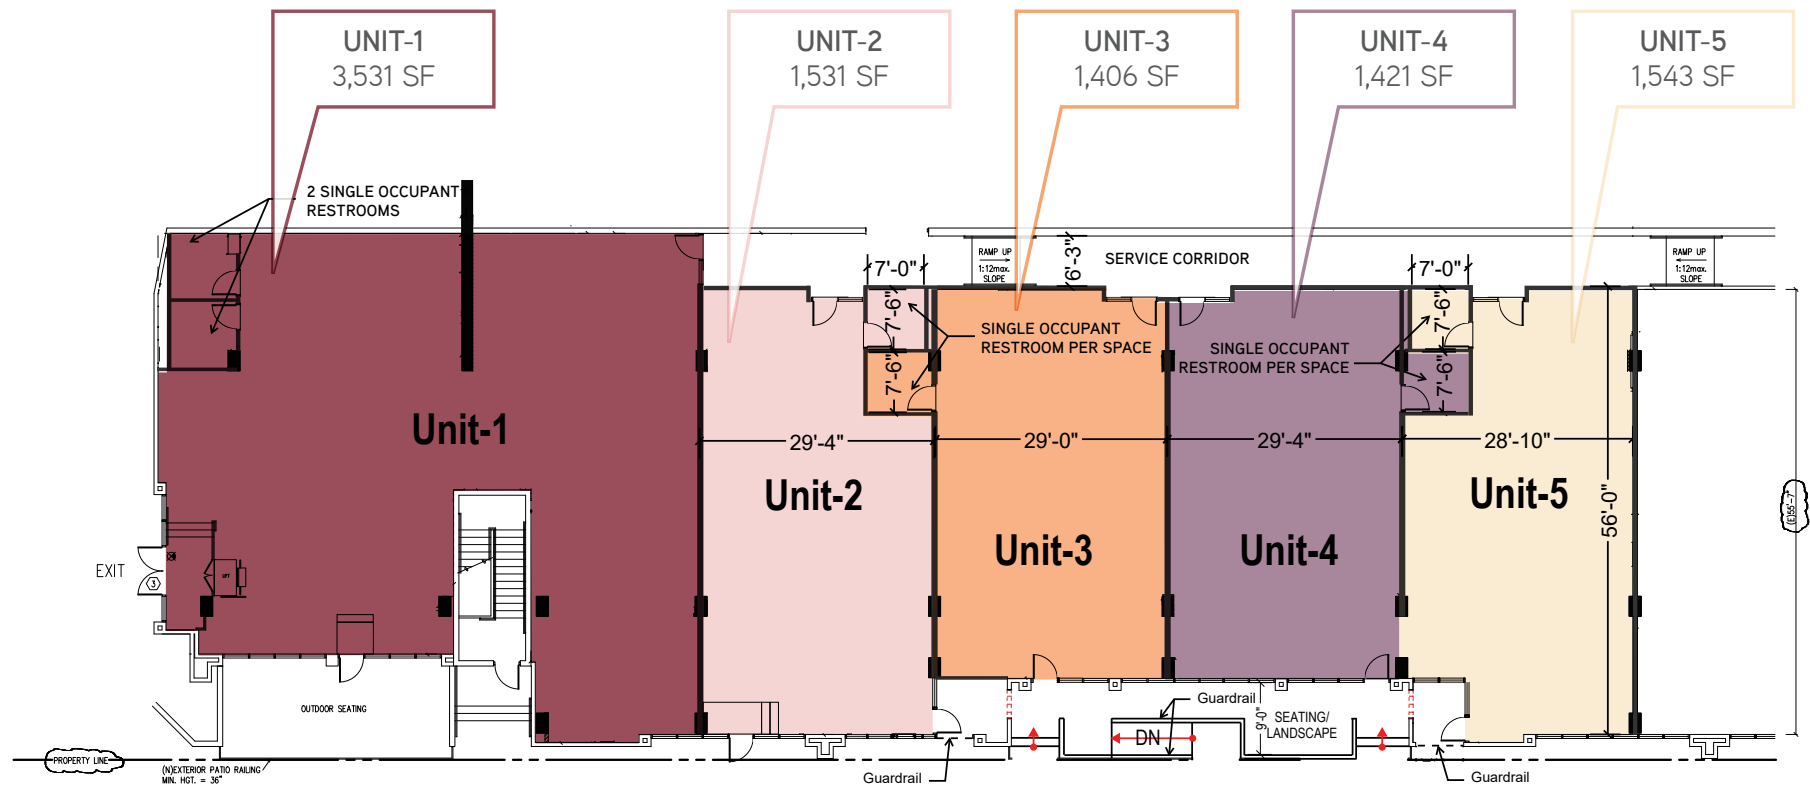 UNIT-1
3,531 SF
UNIT-2
1,531 SF
UNIT-3
1,406 SF
UNIT-4
1,421 SF
UNIT-5
1,543 SF
2 SINGLE OCCUPANT
RESTROOMS
RAMP UP
1:12max.
SLOPE
6'-3"
SERVICE CORRIDOR
RAMP UP
1:12max.
SLOPE
7'-0"
7'-0"
7'-6"
7'-6"
SINGLE OCCUPANT
RESTROOM PER SPACE
SINGLE OCCUPANT
RESTROOM PER SPACE
7'-6"
7'-6"
Unit-1
29'-4"
29'-0"
29'-4"
28'-10"
Unit-2
Unit-3
Unit-4
Unit-5
56'-0"
(E)55'-7"
EXIT
3
LIFT
OUTDOOR SEATING
Guardrail
9'-0"
SEATING/
LANDSCAPE
DN
PROPERTY LINE
(N)EXTERIOR PATIO RAILING
MIN. HGT. = 36"
Guardrail
Guardrail